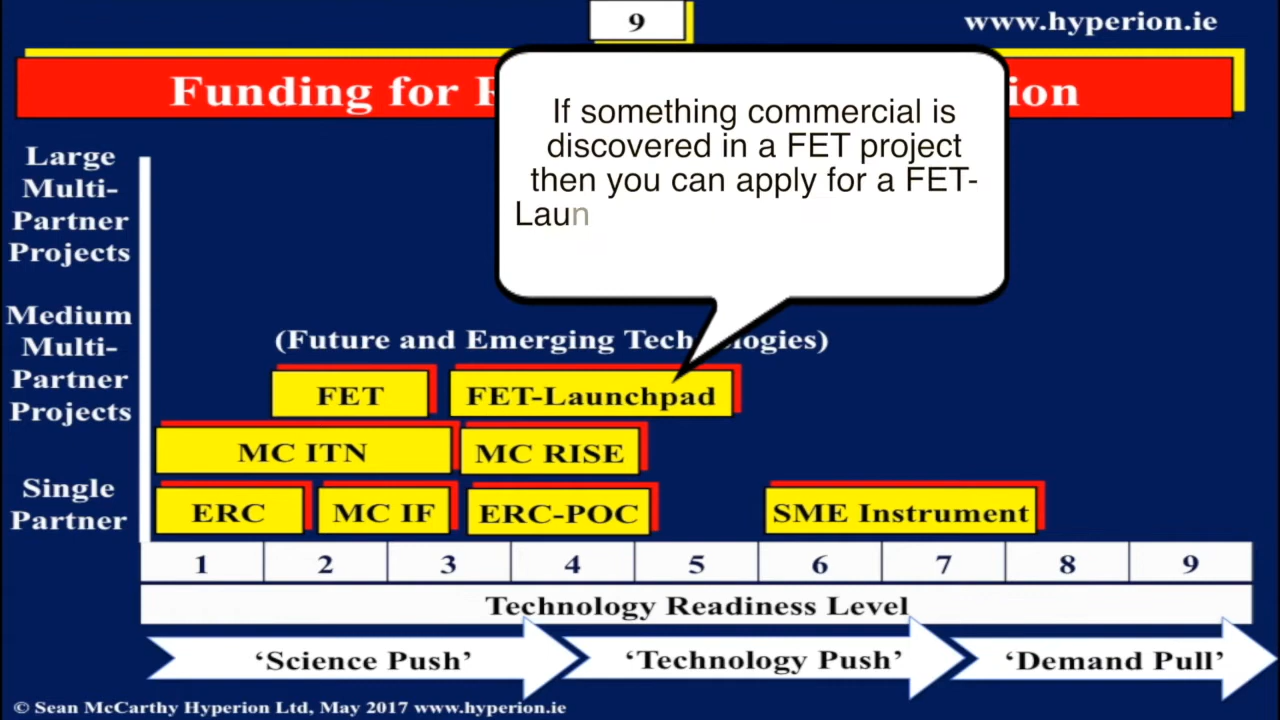 9
www.hyperion.ie
Funding for
ion
If something commercial is
discovered in a FET project
then you can apply for a FET-
Laun
Large
Multi-
Partner
Projects
Medium
Multi-
Partner
Projects
(Future and Emerging Tech ogies)
FET
FET-Launchpad
MC ITN
MC RISE
Single
Partner
ERC
MC IF
ERC-POC
SME Instrument
1 2 3 4 5 6 7 8 9
Technology Readiness Level
‘Science Push’
‘Technology Push’
‘Demand Pull’
© Sean McCarthy Hyperion Ltd, May 2017 www.hyperion.ie